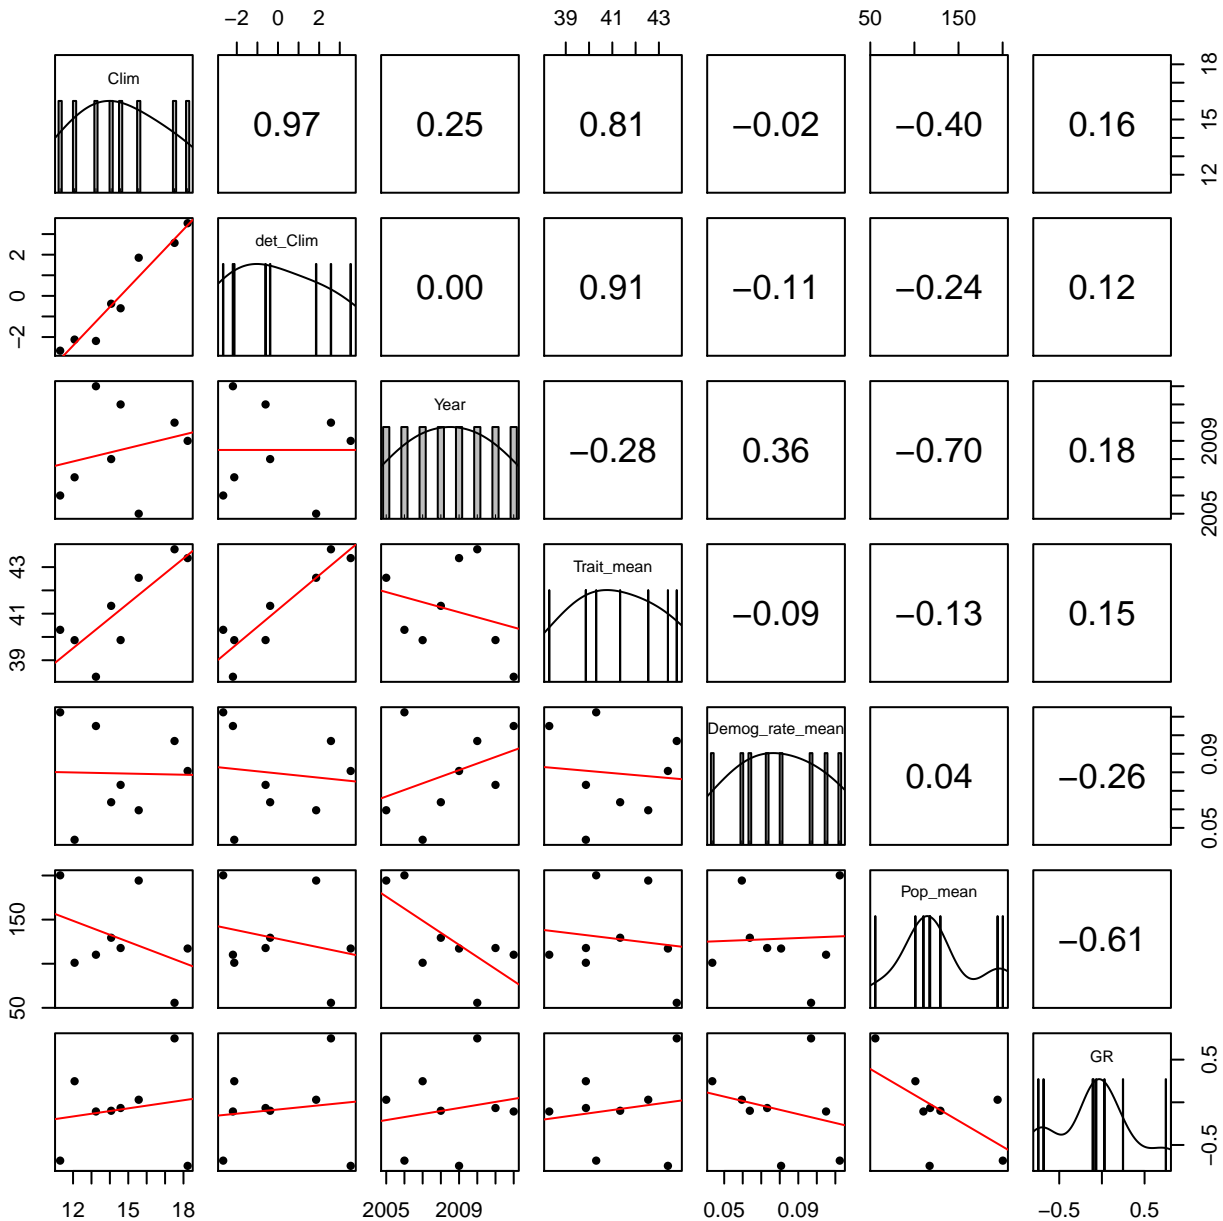 −2 0 2 39 41 43 50 150
Clim 0.97 0.25 0.81 −0.02 −0.40 0.16 12 15 18
−2 0 2 det_Clim 0.00 0.91 −0.11 −0.24 0.12
Year −0.28 0.36 −0.70 0.18 2005 2009
39 41 43 Trait_mean −0.09 −0.13 0.15
Demog_rate_mean 0.04 −0.26 0.05 0.09
50 150 Pop_mean −0.61
GR −0.5 0.5
12 15 18 2005 2009 0.05 0.09 −0.5 0.5